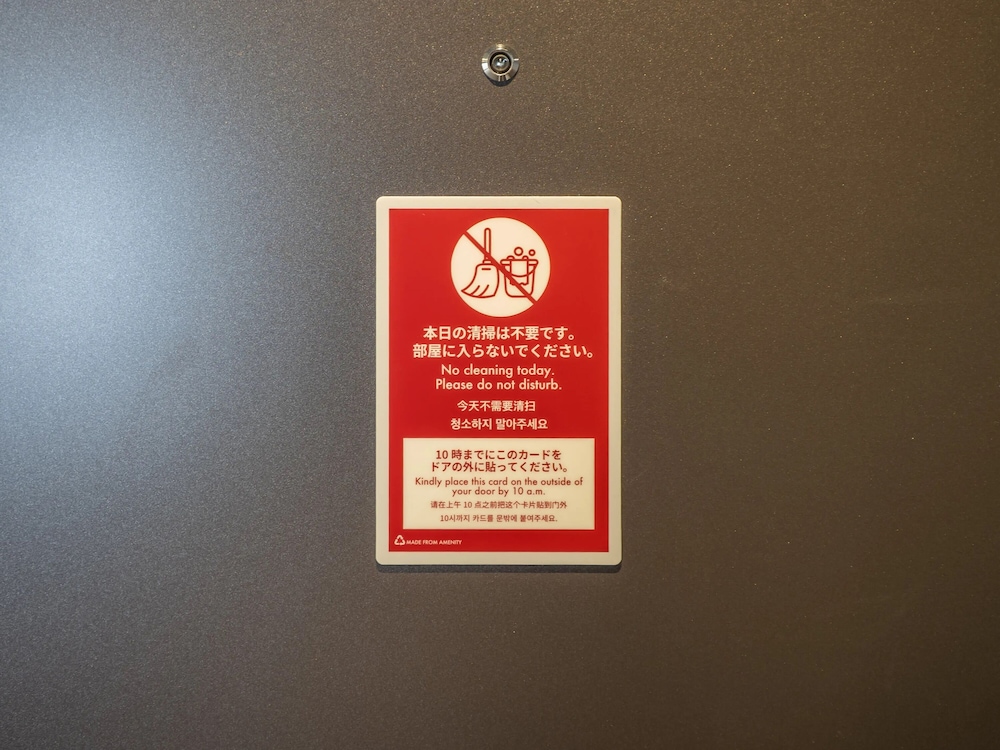 本日の清掃は不要です。
部屋に入らないでください。
No cleaning today.
Please do not disturb.
今天不需要清扫
청소하지 말아주세요
10 時までにこのカードを
ドアの外に貼ってください。
Kindly place this card on the outside of
your door by 10 a.m.
请在上午 10 点之前把这个卡片贴到门外
10시까지 카드를 문밖에 붙여주세요.
MADE FROM AMENITY